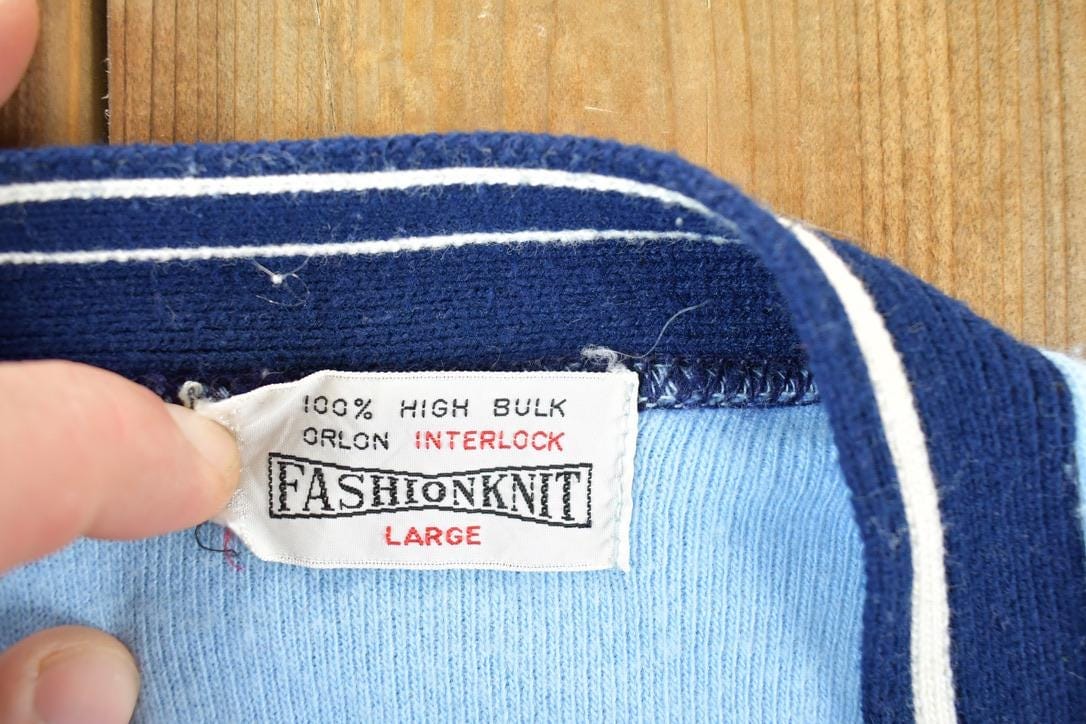 100% HIGH BULK
ORLON INTERLOCK
FASHIONKNIT
LARGE